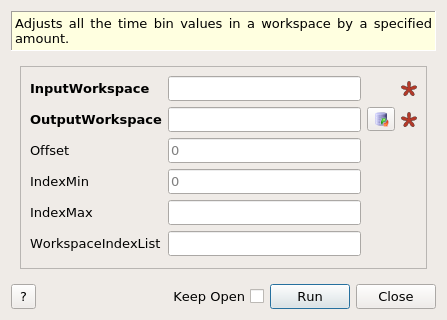 Adjusts all the time bin values in a workspace by a specified
amount.
InputWorkspace *
OutputWorkspace *
Offset 0
IndexMin 0
IndexMax
WorkspaceIndexList
? Keep Open Run Close